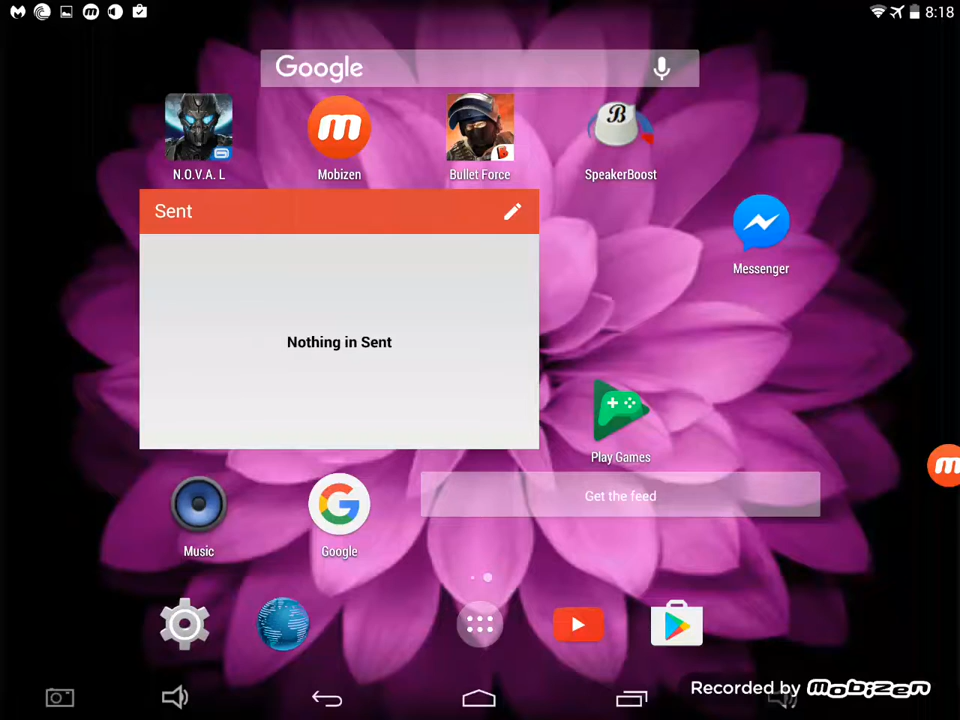 8:18
Google
N.O.V.A. L
Mobizen
Bullet Force
B
SpeakerBoost
Sent
Messenger
Nothing in Sent
Play Games
Get the feed
Music
Google
Recorded by Mobizen